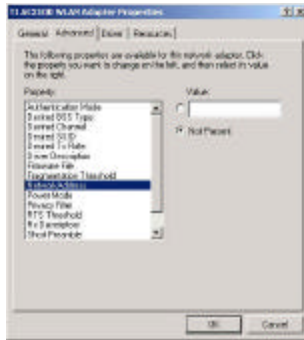 11 ACX100 WLAN Adapter Properties
General Advanced Driver Resources
The following properties are available for this network adapter. Click
the property you want to change on the left, and then select its value
on the right.
Property:
Value:
Authentication Mode
Desired BSS Type
Desired Channel
Desired SSID
Desired Tx Rate
Driver Description
Firmware File
Fragmentation Threshold
Network Address
Power Mode
Privacy Filter
RTS Threshold
Rx Dampening
Short Preamble
Not Present
OK Cancel